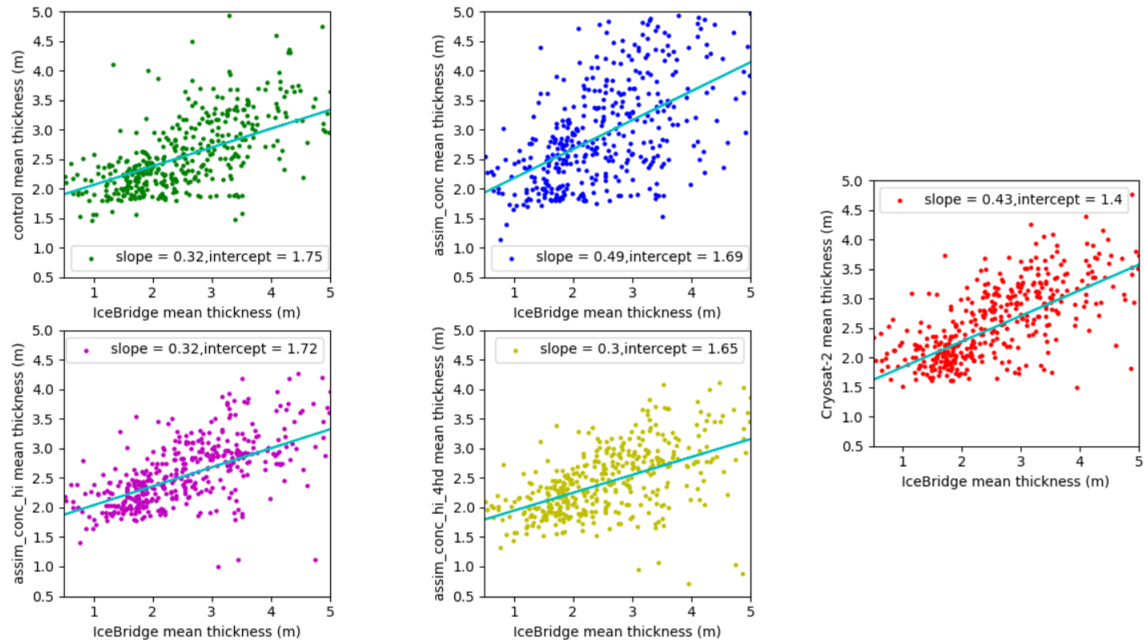 5.0
4.5
4.0
3.5
3.0
2.5
2.0
1.5
1.0
0.5
control mean thickness (m)
slope = 0.32,intercept = 1.75
1 2 3 4 5
IceBridge mean thickness (m)
5.0
4.5
4.0
3.5
3.0
2.5
2.0
1.5
1.0
0.5
assim_conc mean thickness (m)
slope = 0.49,intercept = 1.69
1 2 3 4 5
IceBridge mean thickness (m)
5.0
4.5
4.0
3.5
3.0
2.5
2.0
1.5
1.0
0.5
Cryosat-2 mean thickness (m)
slope = 0.43,intercept = 1.4
1 2 3 4 5
IceBridge mean thickness (m)
5.0
4.5
4.0
3.5
3.0
2.5
2.0
1.5
1.0
0.5
assim_conc_hi mean thickness (m)
slope = 0.32,intercept = 1.72
1 2 3 4 5
IceBridge mean thickness (m)
5.0
4.5
4.0
3.5
3.0
2.5
2.0
1.5
1.0
0.5
assim_conc_hi_4hd mean thickness (m)
slope = 0.3,intercept = 1.65
1 2 3 4 5
IceBridge mean thickness (m)